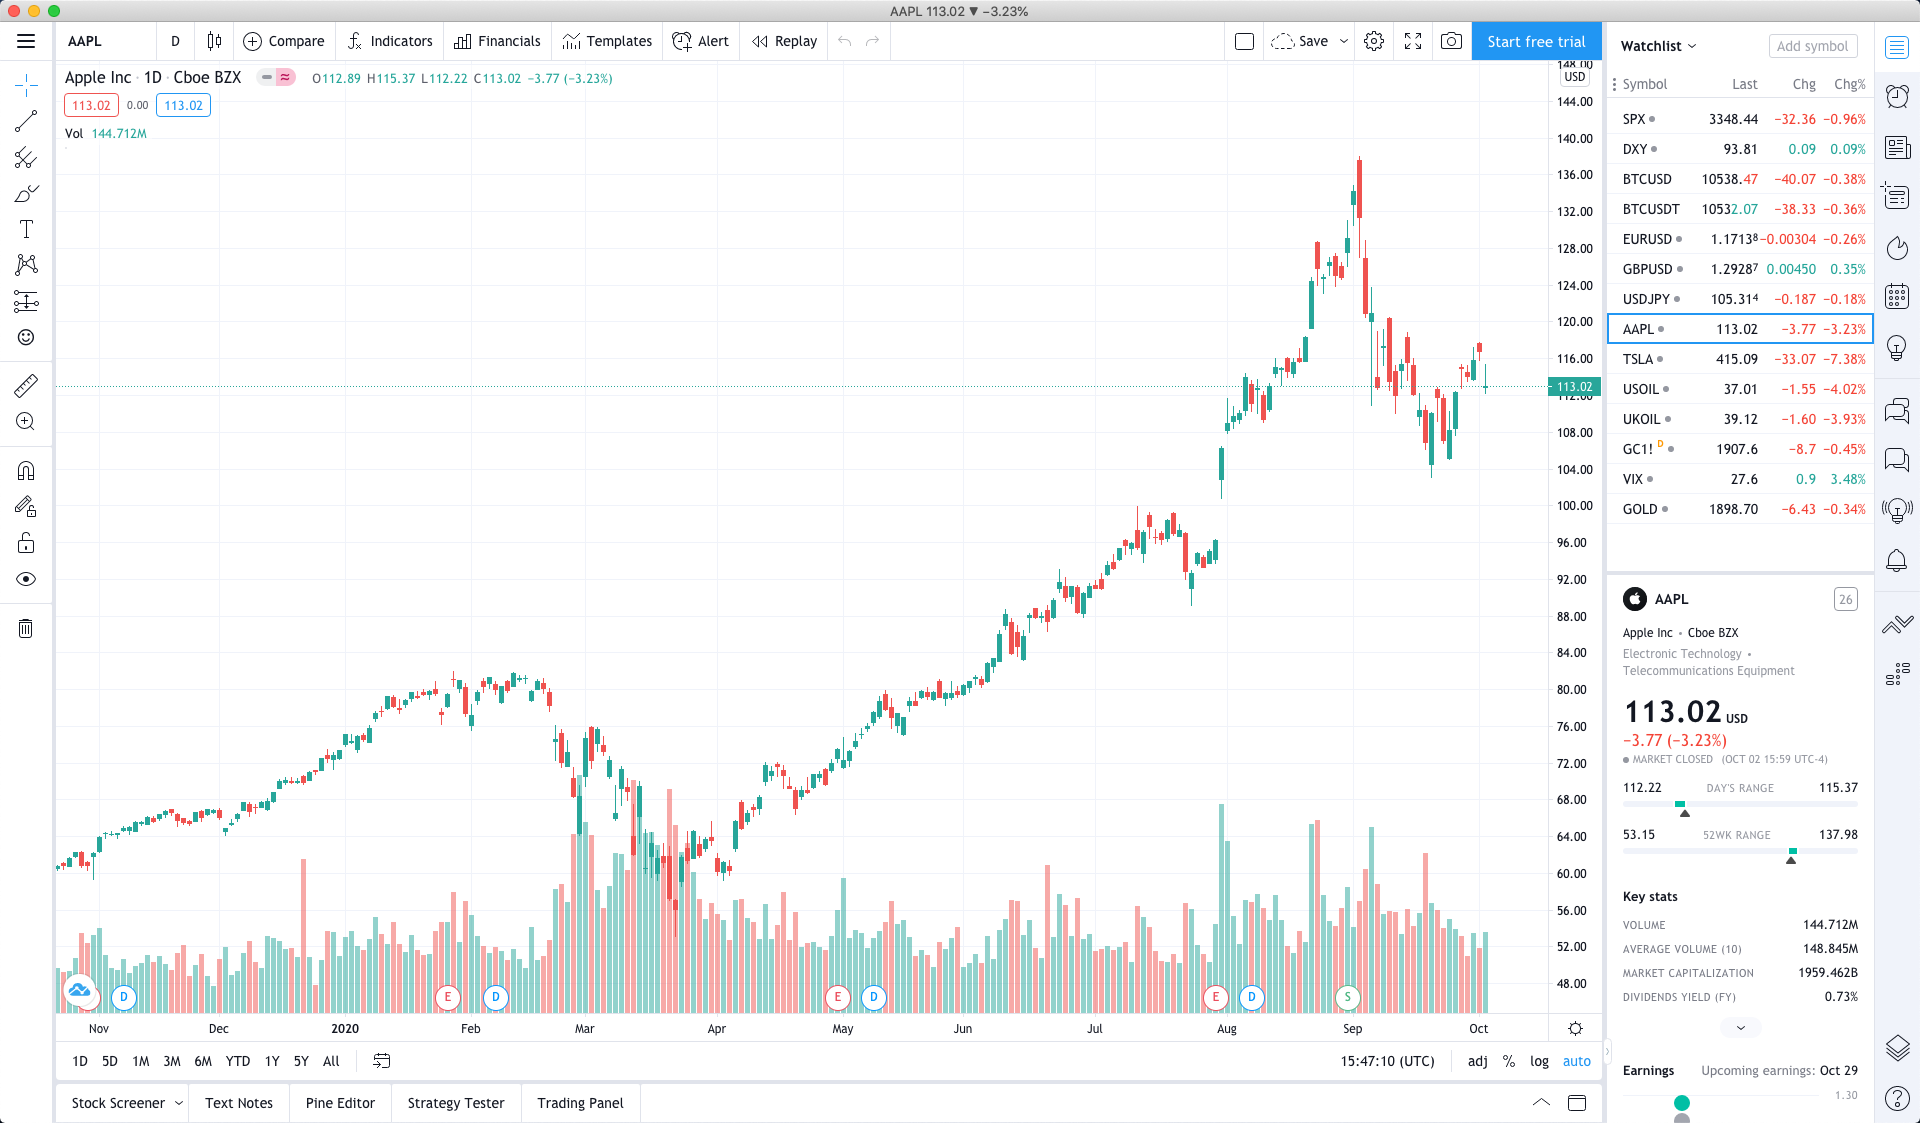 AAPL 113.02 ▼ −3.23%
AAPL D Compare Indicators Financials Templates Alert Replay Save Start free trial
Apple Inc · 1D · Cboe BZX O112.89 H115.37 L112.22 C113.02 −3.77 (−3.23%)
113.02 0.00 113.02
Vol 144.712M
148.00
USD
144.00
140.00
136.00
132.00
128.00
124.00
120.00
116.00
113.02
112.00
108.00
104.00
100.00
96.00
92.00
88.00
84.00
80.00
76.00
72.00
68.00
64.00
60.00
56.00
52.00
48.00
D E D E D E D S
Nov Dec 2020 Feb Mar Apr May Jun Jul Aug Sep Oct
1D 5D 1M 3M 6M YTD 1Y 5Y All 15:47:10 (UTC) adj % log auto
Stock Screener Text Notes Pine Editor Strategy Tester Trading Panel
Watchlist Add symbol
Symbol Last Chg Chg%
SPX 3348.44 −32.36 −0.96%
DXY 93.81 0.09 0.09%
BTCUSD 10538.47 −40.07 −0.38%
BTCUSDT 10532.07 −38.33 −0.36%
EURUSD 1.17138 −0.00304 −0.26%
GBPUSD 1.29287 0.00450 0.35%
USDJPY 105.314 −0.187 −0.18%
AAPL 113.02 −3.77 −3.23%
TSLA 415.09 −33.07 −7.38%
USOIL 37.01 −1.55 −4.02%
UKOIL 39.12 −1.60 −3.93%
GC1! D 1907.6 −8.7 −0.45%
VIX 27.6 0.9 3.48%
GOLD 1898.70 −6.43 −0.34%
AAPL 26
Apple Inc • Cboe BZX
Electronic Technology •
Telecommunications Equipment
113.02 USD
−3.77 (−3.23%)
MARKET CLOSED (OCT 02 15:59 UTC-4)
112.22 DAY'S RANGE 115.37
53.15 52WK RANGE 137.98
Key stats
VOLUME 144.712M
AVERAGE VOLUME (10) 148.845M
MARKET CAPITALIZATION 1959.462B
DIVIDENDS YIELD (FY) 0.73%
Earnings Upcoming earnings: Oct 29
1.30